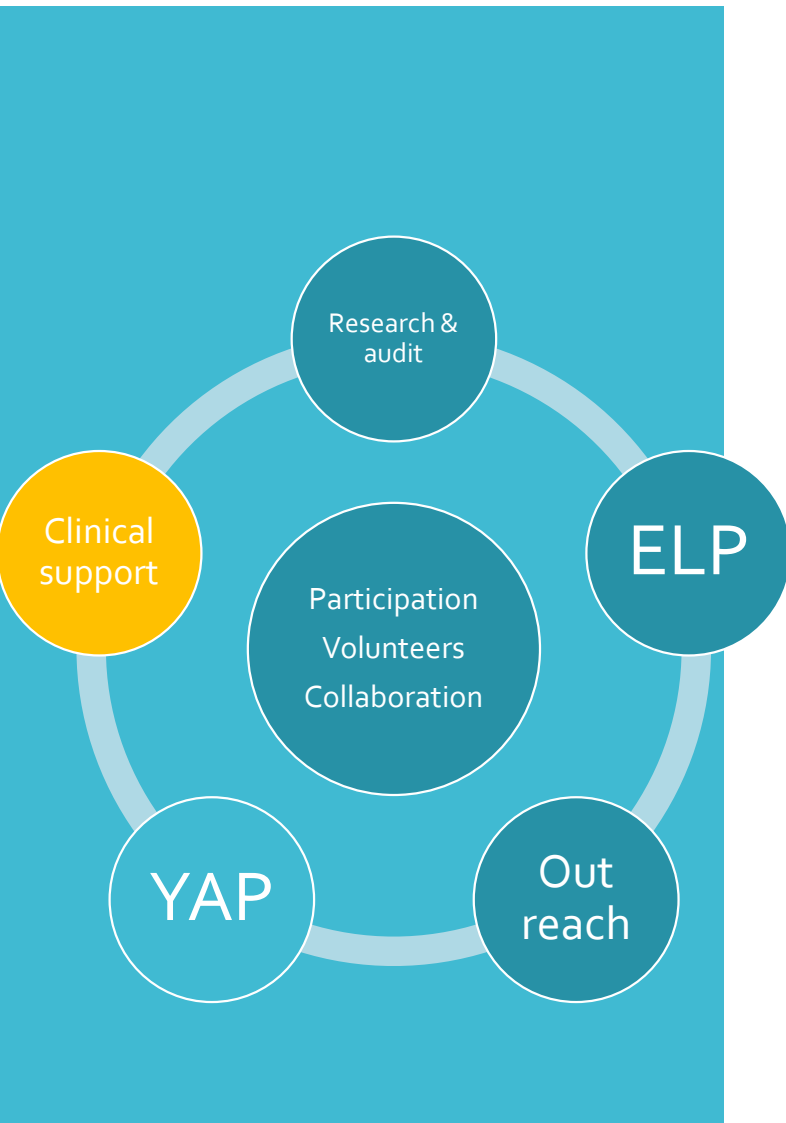 Research &
audit
Clinical
support
ELP
Participation
Volunteers
Collaboration
YAP
Out
reach